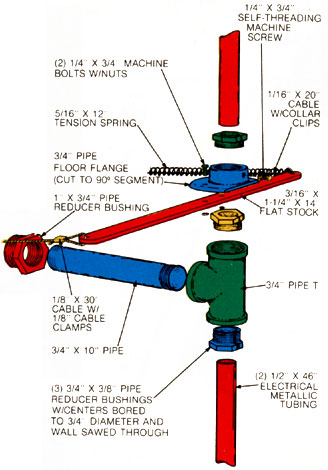 1/4" X 3/4"
SELF-THREADING
MACHINE
SCREW
(2) 1/4" X 3/4" MACHINE
BOLTS W/NUTS
1/16" X 20"
CABLE
W/COLLAR
CLIPS
5/16" X 12"
TENSION SPRING
3/4" PIPE
FLOOR FLANGE
(CUT TO 90º SEGMENT)
3/16" X
1-1/4" X 14"
FLAT STOCK
1" X 3/4" PIPE
REDUCER BUSHING
1/8" X 30"
CABLE W/
1/8" CABLE
CLAMPS
3/4" PIPE T
3/4" X 10" PIPE
(3) 3/4" X 3/8" PIPE
REDUCER BUSHINGS
W/CENTERS BORED
TO 3/4" DIAMETER AND
WALL SAWED THROUGH
(2) 1/2" X 46"
ELECTRICAL
METALLIC
TUBING